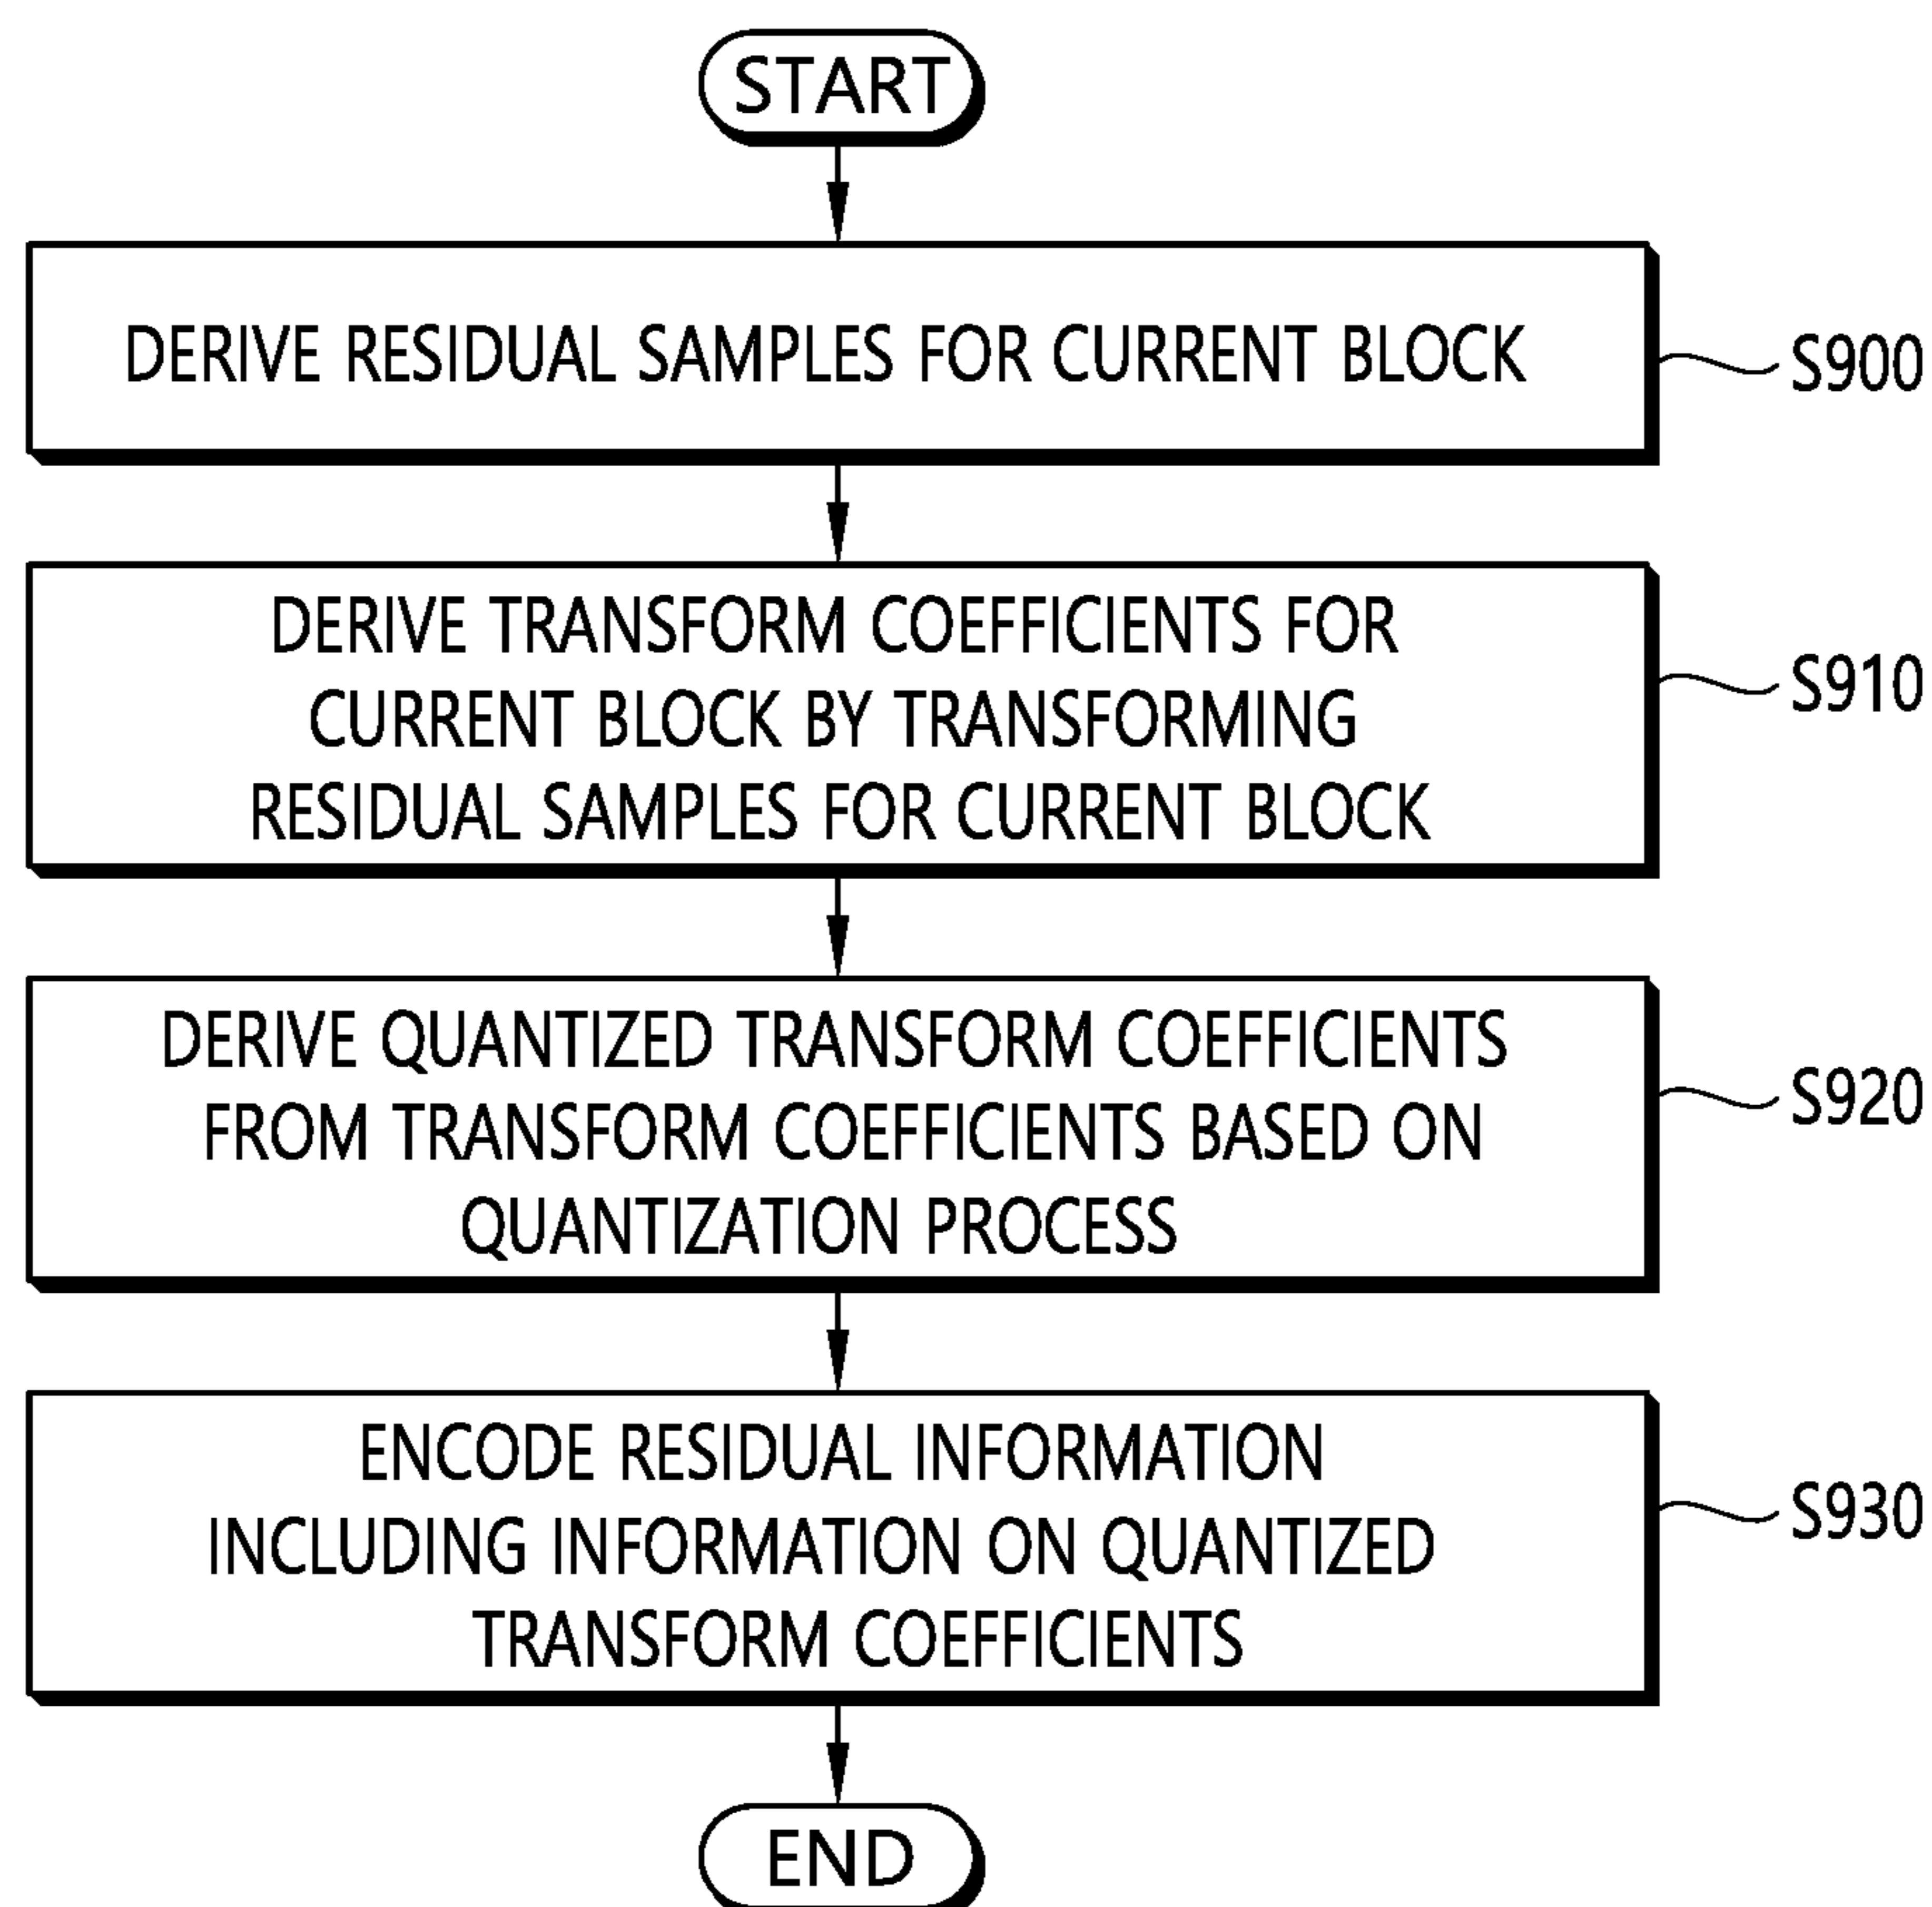 START
DERIVE RESIDUAL SAMPLES FOR CURRENT BLOCK
S900
DERIVE TRANSFORM COEFFICIENTS FOR
CURRENT BLOCK BY TRANSFORMING
RESIDUAL SAMPLES FOR CURRENT BLOCK
S910
DERIVE QUANTIZED TRANSFORM COEFFICIENTS
FROM TRANSFORM COEFFICIENTS BASED ON
QUANTIZATION PROCESS
S920
ENCODE RESIDUAL INFORMATION
INCLUDING INFORMATION ON QUANTIZED
TRANSFORM COEFFICIENTS
S930
END